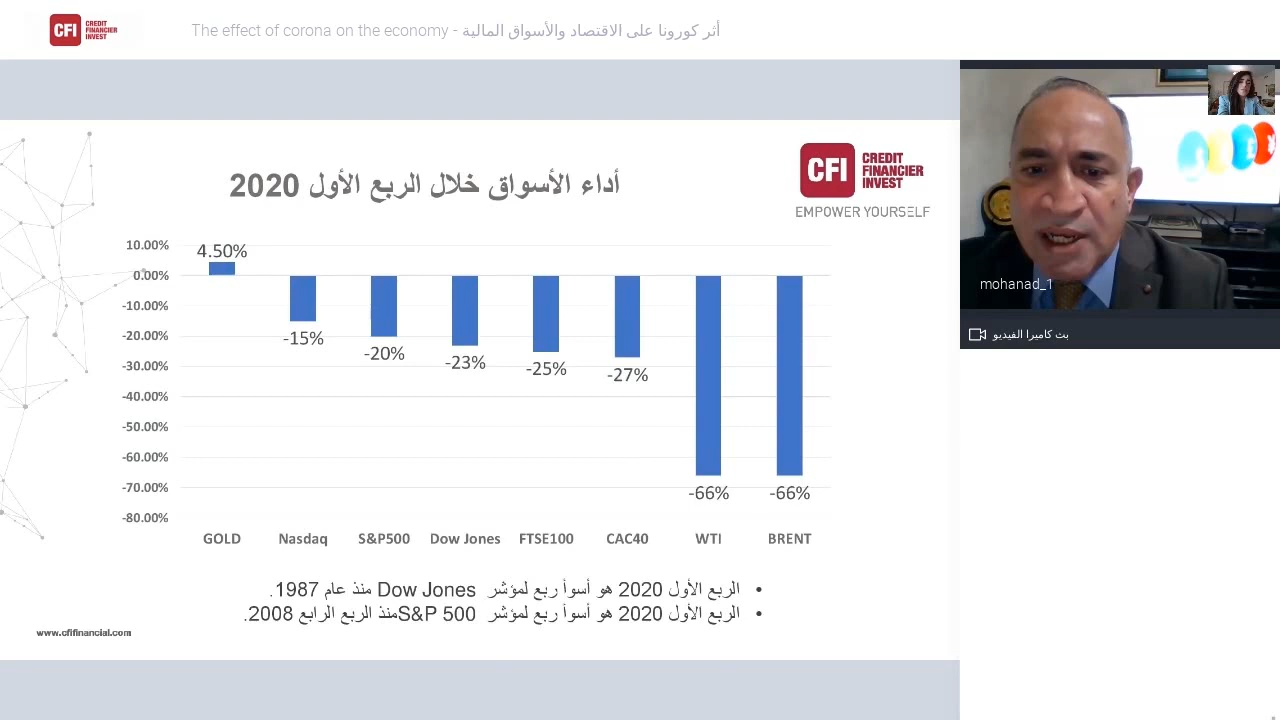 CFI CREDIT FINANCIER INVEST
The effect of corona on the economy - أثر كورونا على الاقتصاد والأسواق المالية
CFI CREDIT FINANCIER INVEST
EMPOWER YOURSELF
أداء الأسواق خلال الربع الأول 2020
10.00%
0.00%
-10.00%
-20.00%
-30.00%
-40.00%
-50.00%
-60.00%
-70.00%
-80.00%
4.50%
-15%
-20%
-23%
-25%
-27%
-66%
-66%
GOLD Nasdaq S&P500 Dow Jones FTSE100 CAC40 WTI BRENT
• الربع الأول 2020 هو أسوأ ربع لمؤشر Dow Jones منذ عام 1987.
• الربع الأول 2020 هو أسوأ ربع لمؤشر S&P 500منذ الربع الرابع 2008.
www.cfifinancial.com
mohanad_1
بث كاميرا الفيديو